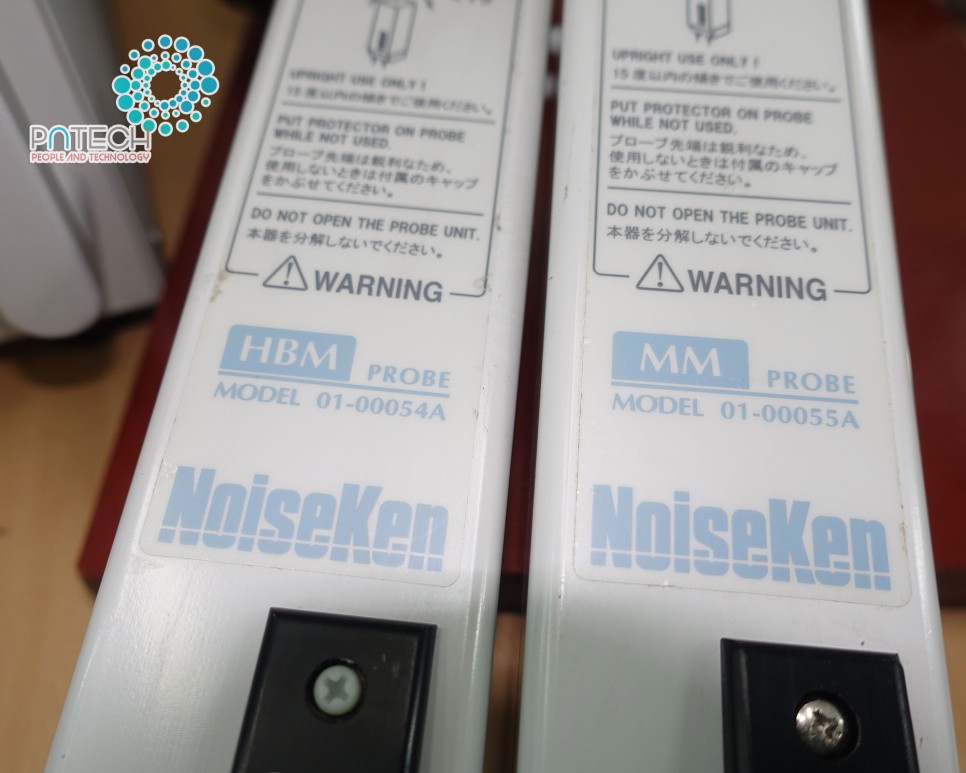 PNTECH
PEOPLE AND TECHNOLOGY
UPRIGHT USE ONLY!
15度以内の傾きでご使用ください。
PUT PROTECTOR ON PROBE
WHILE NOT USED.
プローブ先端は鋭利なため、
使用しないときは付属のキャップ
をかぶせてください。
DO NOT OPEN THE PROBE UNIT.
本器を分解しないでください。
WARNING
HBM PROBE
MODEL 01-00054A
NoiseKen
UPRIGHT USE ONLY!
15度以内の傾きでご使用ください。
PUT PROTECTOR ON PROBE
WHILE NOT USED.
プローブ先端は鋭利なため、
使用しないときは付属のキャップ
をかぶせてください。
DO NOT OPEN THE PROBE UNIT.
本器を分解しないでください。
WARNING
MM PROBE
MODEL 01-00055A
NoiseKen